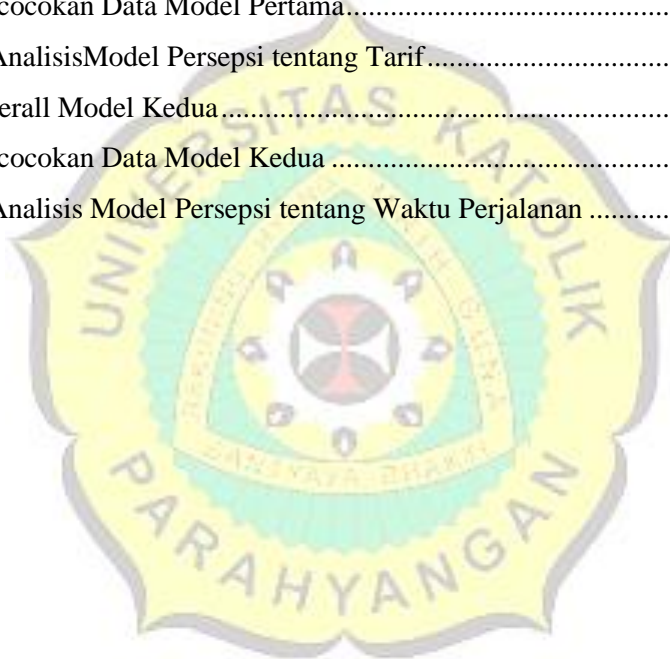 cocokan Data Model Pertama
AnalisisModel Persepsi tentang Tarif
erall Model Kedua
cocokan Data Model Kedua
Analisis Model Persepsi tentang Waktu Perjalanan
UNIVERSITAS KATOLIK
PARAHYANGAN